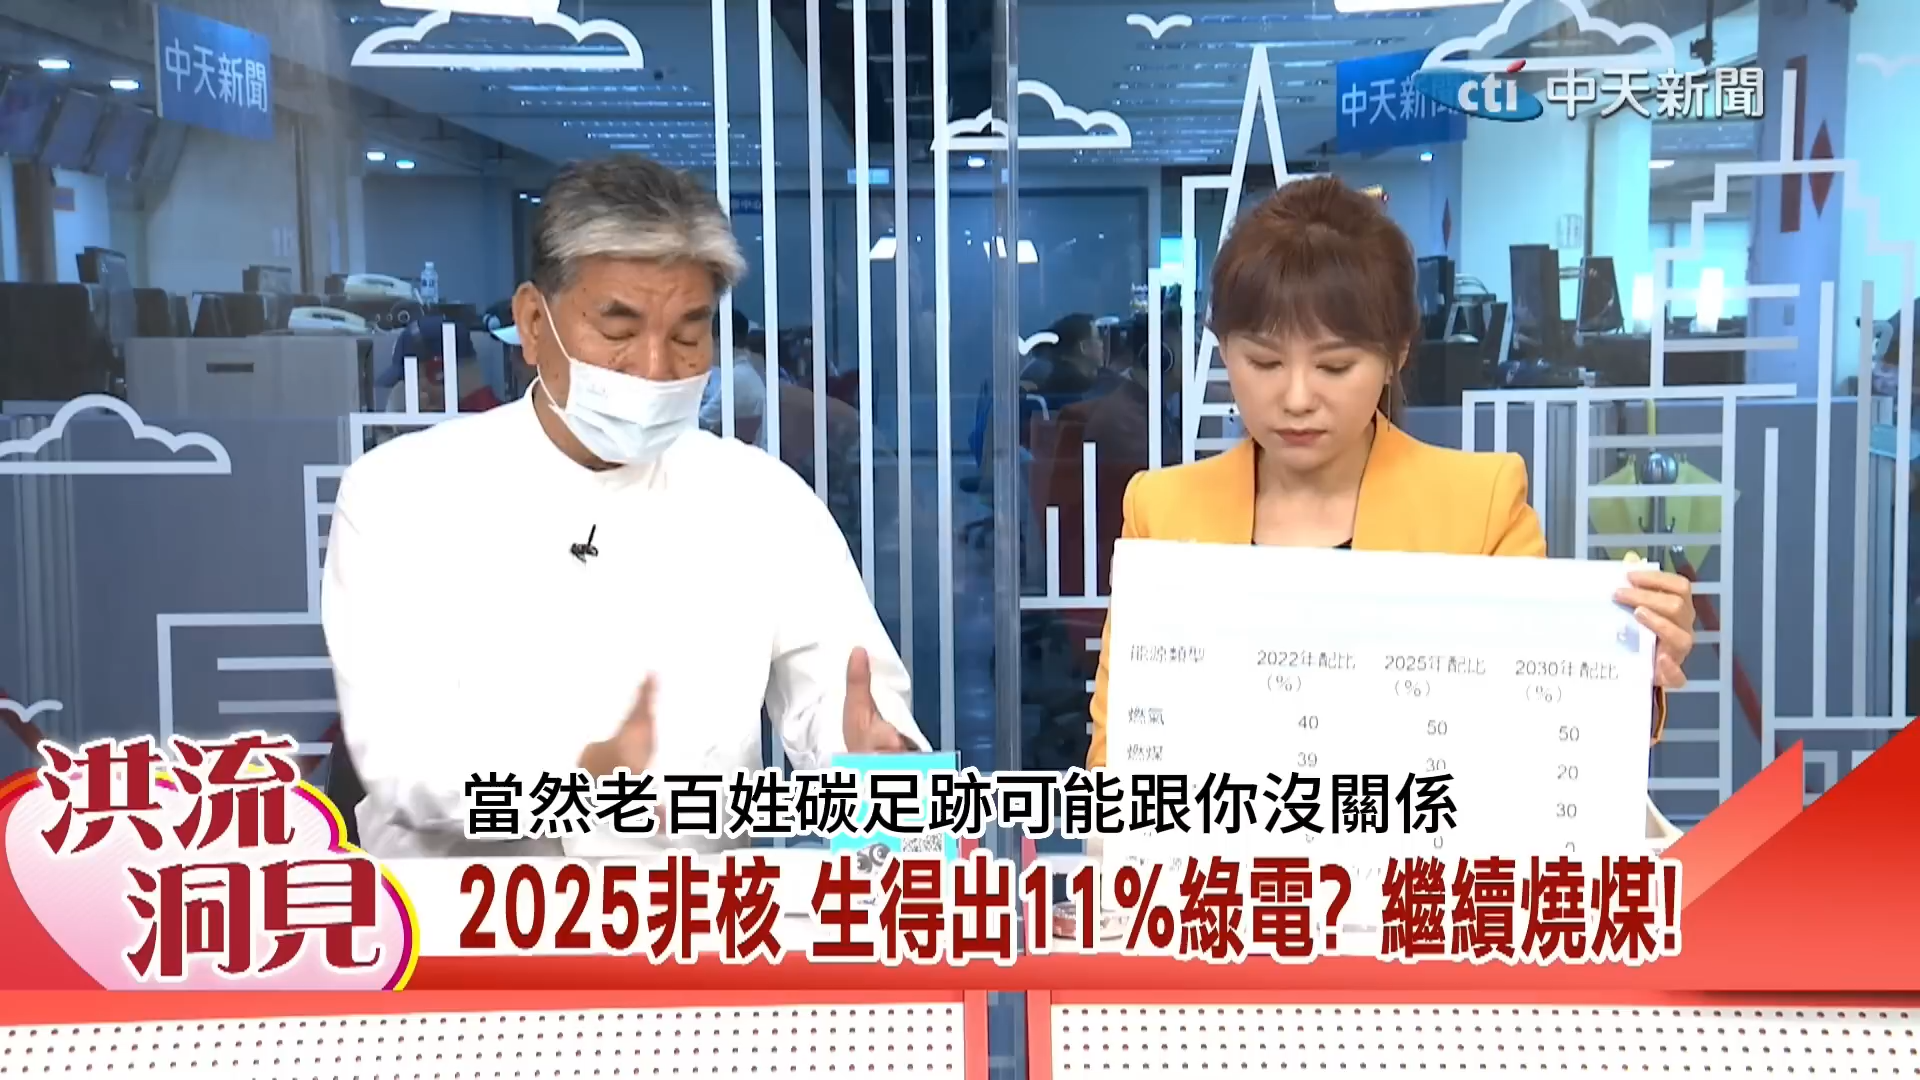 中天新聞
中天新聞
cti 中天新聞
能源類型 2022年配比 (%) 2025年配比 (%) 2030年配比 (%)
燃氣 40 50 50
燃煤 39 30 20
30
當然老百姓碳足跡可能跟你沒關係
洪流
洞見
2025非核 生得出11%綠電? 繼續燒煤!